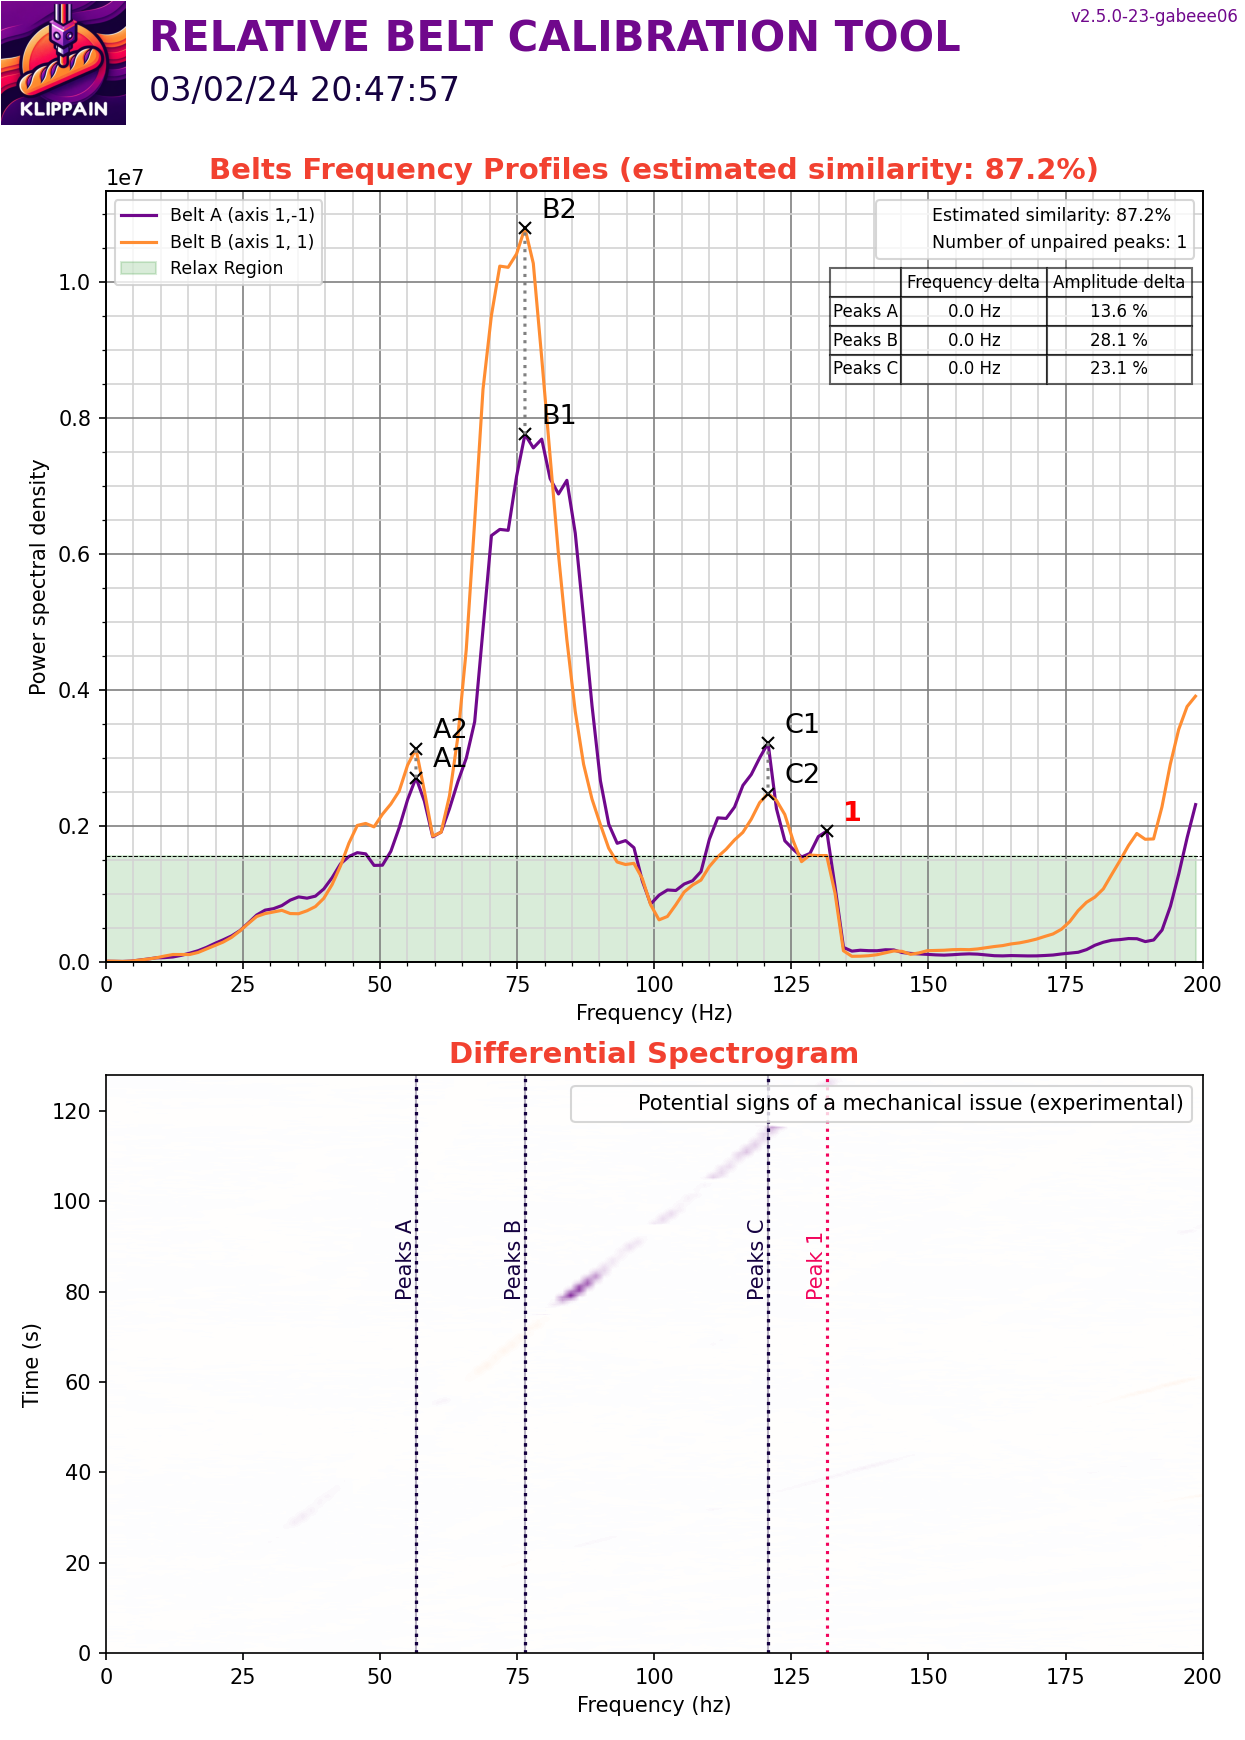 KLIPPAIN
RELATIVE BELT CALIBRATION TOOL
03/02/24 20:47:57
v2.5.0-23-gabeee06
Belts Frequency Profiles (estimated similarity: 87.2%)
1e7
Belt A (axis 1,-1)
Belt B (axis 1, 1)
Relax Region
Estimated similarity: 87.2%
Number of unpaired peaks: 1
Frequency delta Amplitude delta
Peaks A 0.0 Hz 13.6 %
Peaks B 0.0 Hz 28.1 %
Peaks C 0.0 Hz 23.1 %
B2
B1
A2
A1
C1
C2
1
Power spectral density
1.0
0.8
0.6
0.4
0.2
0.0
0 25 50 75 100 125 150 175 200
Frequency (Hz)
Differential Spectrogram
Potential signs of a mechanical issue (experimental)
Peaks A
Peaks B
Peaks C
Peak 1
Time (s)
120
100
80
60
40
20
0
0 25 50 75 100 125 150 175 200
Frequency (hz)